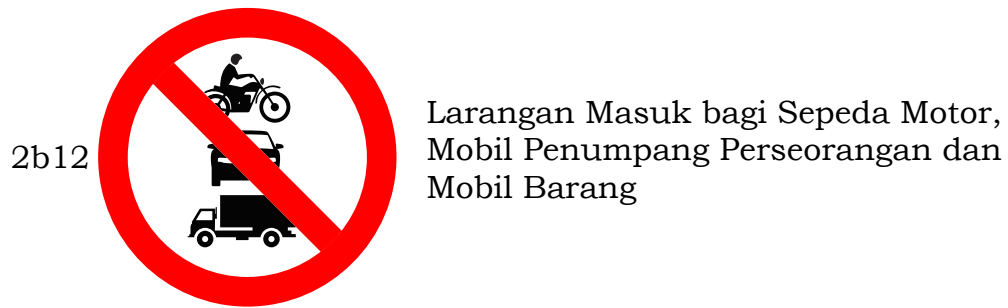 2b12
Larangan Masuk bagi Sepeda Motor,
Mobil Penumpang Perseorangan dan
Mobil Barang